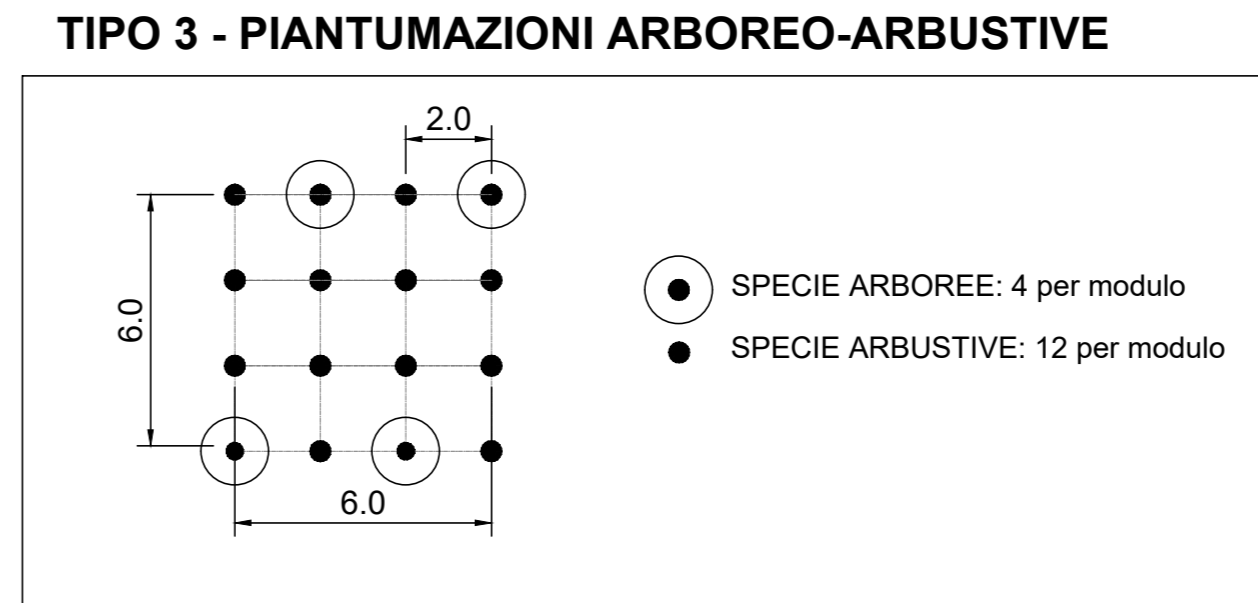 TIPO 3 - PIANTUMAZIONI ARBOREO-ARBUSTIVE
2.0
6.0
6.0
SPECIE ARBOREE: 4 per modulo
SPECIE ARBUSTIVE: 12 per modulo